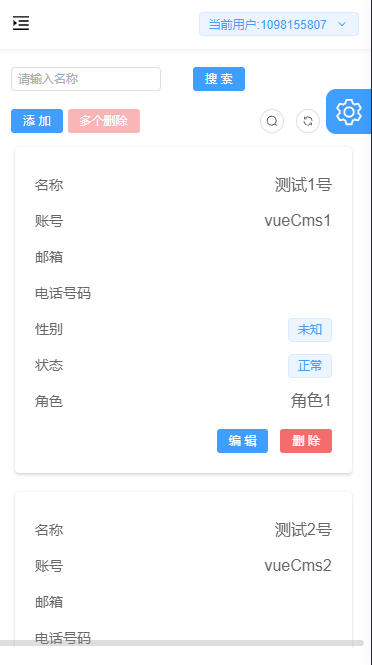 当前用户:1098155807
请输入名称
搜 索
添 加
多个删除
名称 测试1号
账号 vueCms1
邮箱
电话号码
性别 未知
状态 正常
角色 角色1
编 辑 删 除
名称 测试2号
账号 vueCms2
邮箱
电话号码